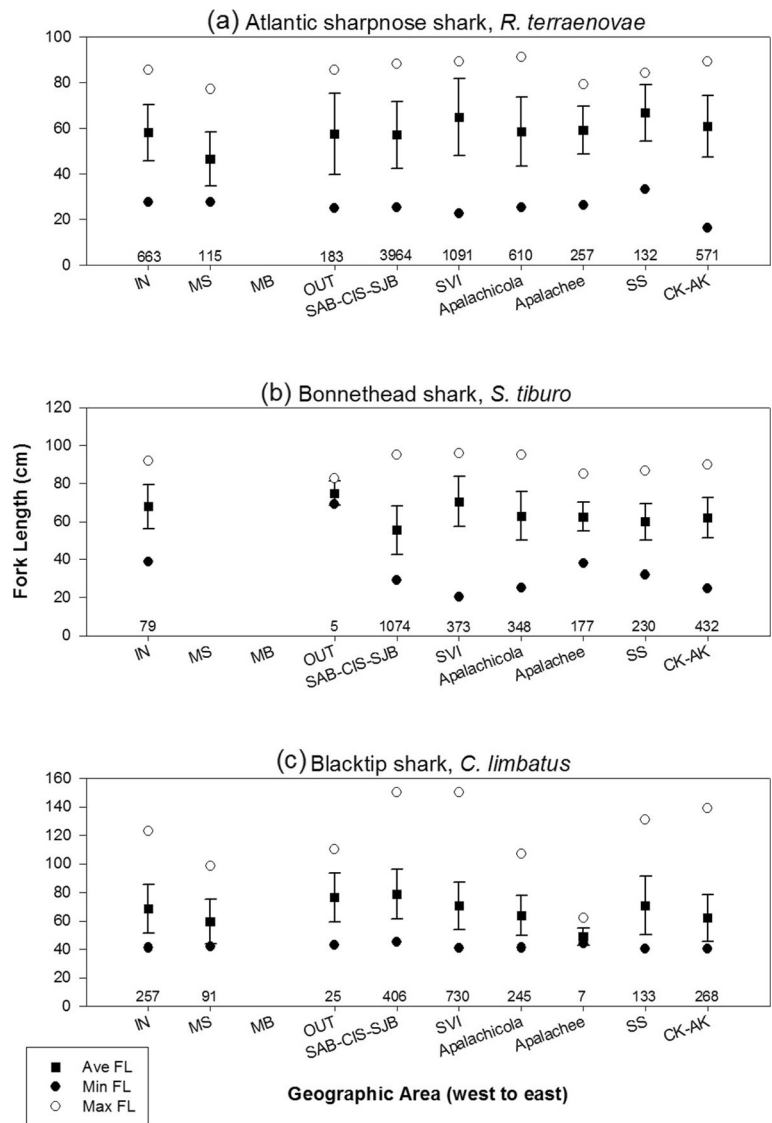 (a) Atlantic sharpnose shark, R. terraenovae
100
80
60
40
20
0
663 115 183 3964 1091 610 257 132 571
IN MS MB OUT SAB-CIS-SJB SVI Apalachicola Apalachee SS CK-AK
(b) Bonnethead shark, S. tiburo
120
100
80
60
40
20
0
Fork Length (cm)
79 5 1074 373 348 177 230 432
IN MS MB OUT SAB-CIS-SJB SVI Apalachicola Apalachee SS CK-AK
(c) Blacktip shark, C. limbatus
160
140
120
100
80
60
40
20
0
257 91 25 406 730 245 7 133 268
IN MS MB OUT SAB-CIS-SJB SVI Apalachicola Apalachee SS CK-AK
Ave FL
Min FL
Max FL
Geographic Area (west to east)